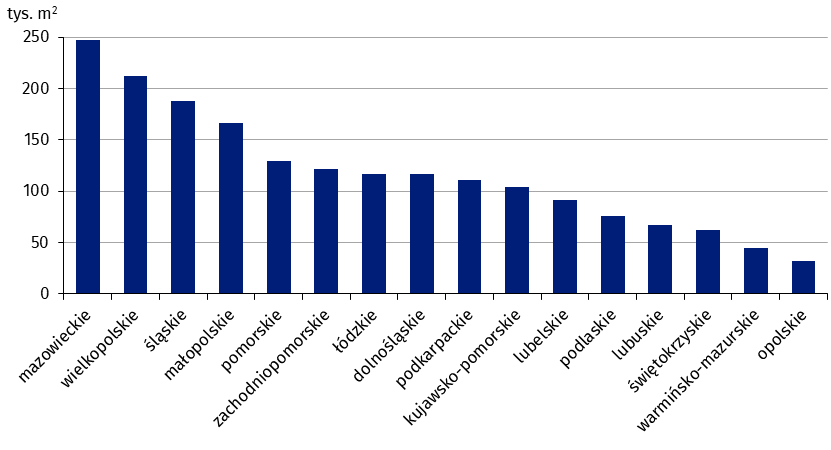 tys. m²
250
200
150
100
50
0
mazowieckie
wielkopolskie
śląskie
małopolskie
pomorskie
zachodniopomorskie
łódzkie
dolnośląskie
podkarpackie
kujawsko-pomorskie
lubelskie
podlaskie
lubuskie
świętokrzyskie
warmińsko-mazurskie
opolskie